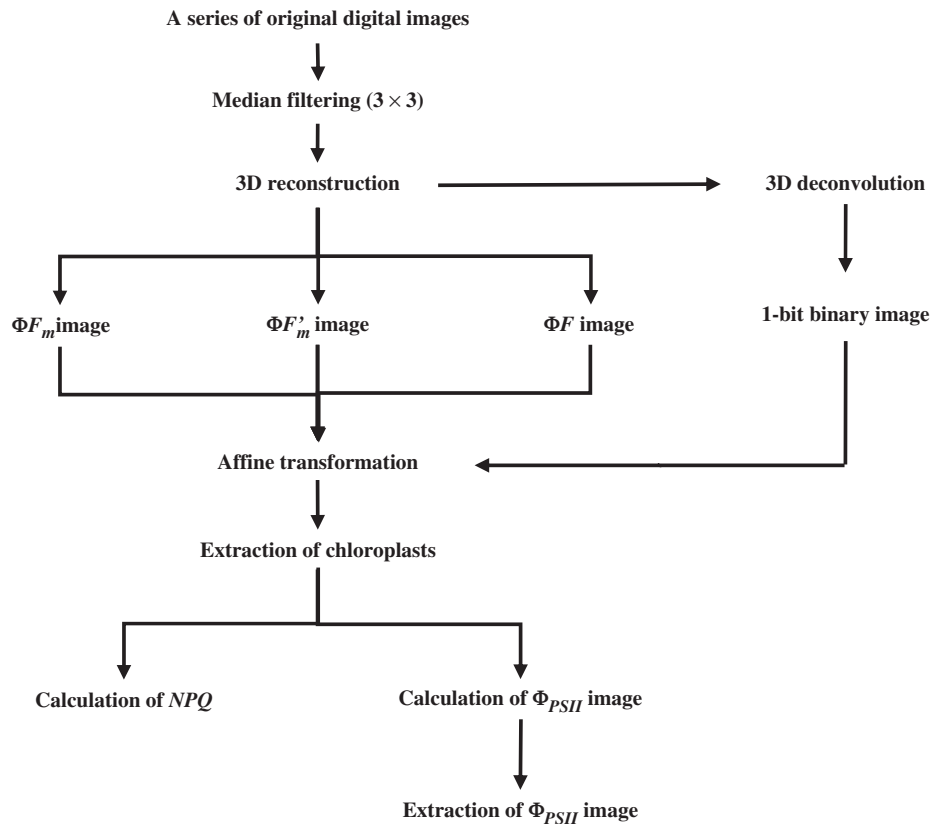 A series of original digital images
Median filtering (3 × 3)
3D reconstruction
3D deconvolution
ΦFm image
ΦF'm image
ΦF image
1-bit binary image
Affine transformation
Extraction of chloroplasts
Calculation of NPQ
Calculation of ΦPSII image
Extraction of ΦPSII image